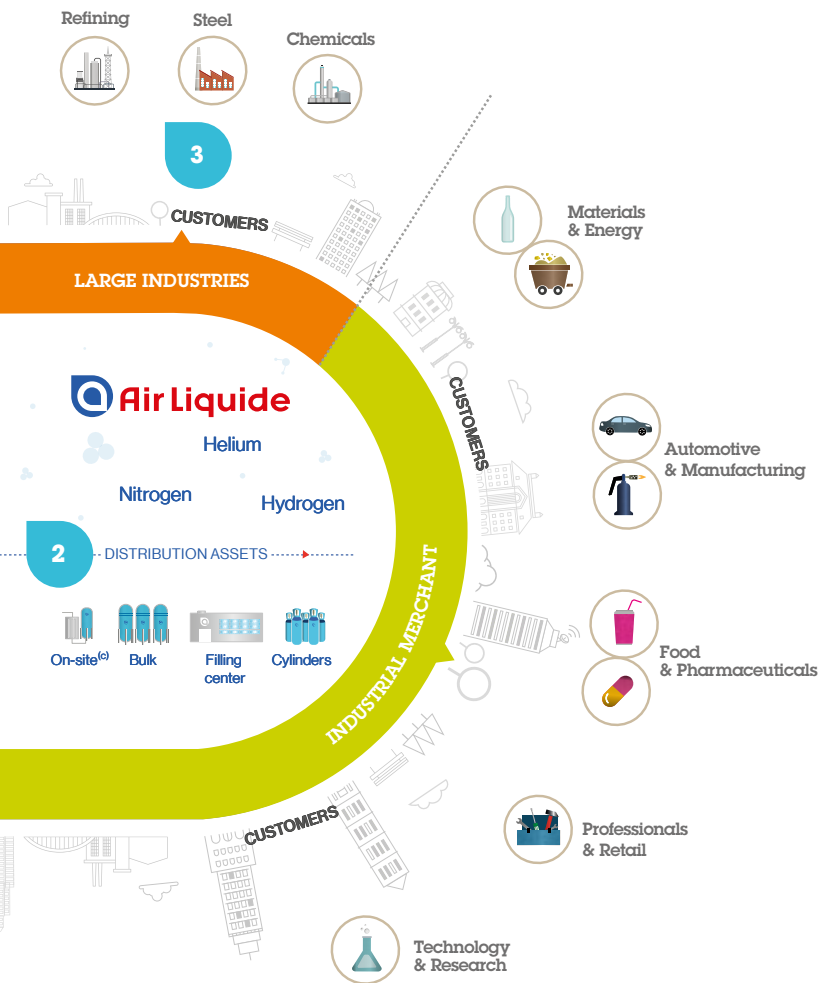 Refining
Steel
Chemicals
3
CUSTOMERS
LARGE INDUSTRIES
Materials
& Energy
Air Liquide
CUSTOMERS
Helium
Nitrogen
Hydrogen
Automotive
& Manufacturing
2
DISTRIBUTION ASSETS
INDUSTRIAL MERCHANT
On-site(c)
Bulk
Filling
center
Cylinders
Food
& Pharmaceuticals
CUSTOMERS
Professionals
& Retail
Technology
& Research